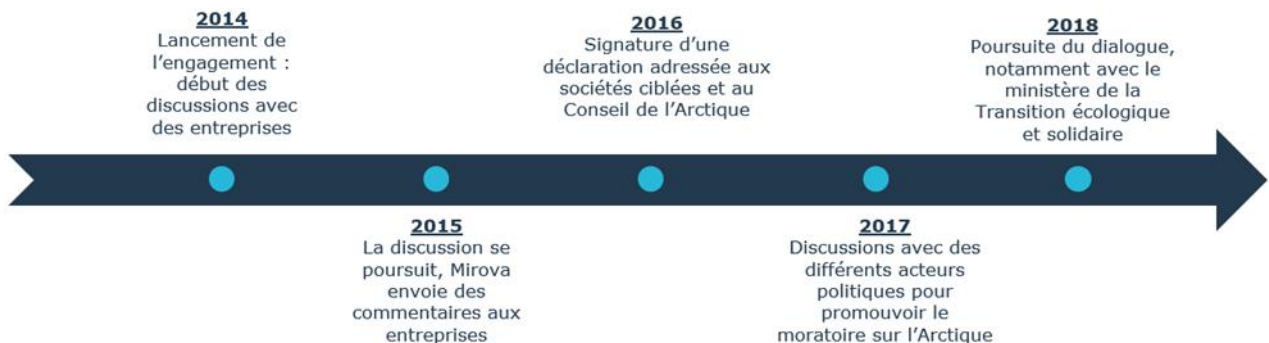 2014
Lancement de
l’engagement :
début des
discussions avec
des entreprises
2015
La discussion se
poursuit, Mirova
envoie des
commentaires aux
entreprises
2016
Signature d’une
déclaration adressée aux
sociétés ciblées et au
Conseil de l’Arctique
2017
Discussions avec des
différents acteurs
politiques pour
promouvoir le
moratoire sur l’Arctique
2018
Poursuite du dialogue,
notamment avec le
ministère de la
Transition écologique
et solidaire